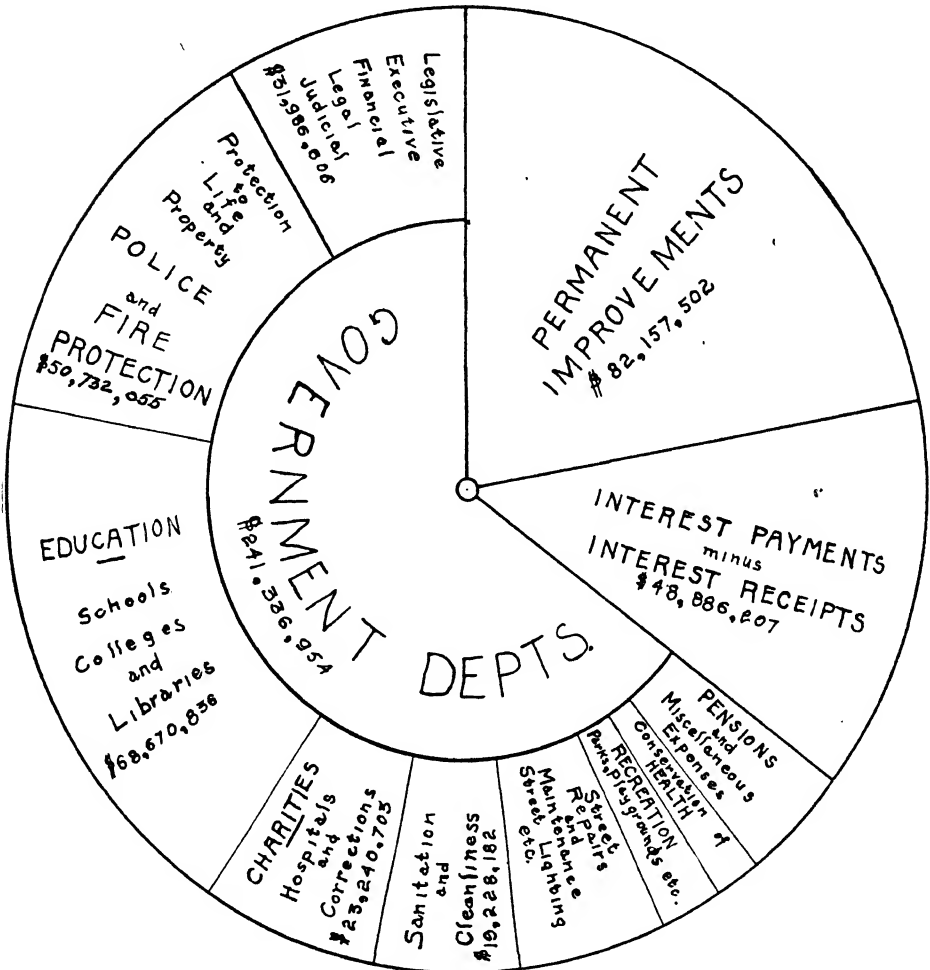 PERMANENT
IMPROVEMENTS
$82,157,502
INTEREST PAYMENTS
minus
INTEREST RECEIPTS
$48,886,207
GOVERNMENT DEPTS.
$241,336,954
PENSIONS
and
Miscellaneous
Expenses
Conservation of
HEALTH
RECREATION
Parks, playgrounds etc.
Street
Repairs
and
Maintenance
Street Lighting
etc.
Sanitation
and
Cleanliness
$19,228,182
CHARITIES
Hospitals
and
Corrections
$23,240,703
EDUCATION
Schools
Colleges
and
Libraries
$68,670,836
Protection
to
Life
and
Property
POLICE
and
FIRE
PROTECTION
$50,732,055
Legislative
Executive
Financial
Legal
Judicial
$31,986,606